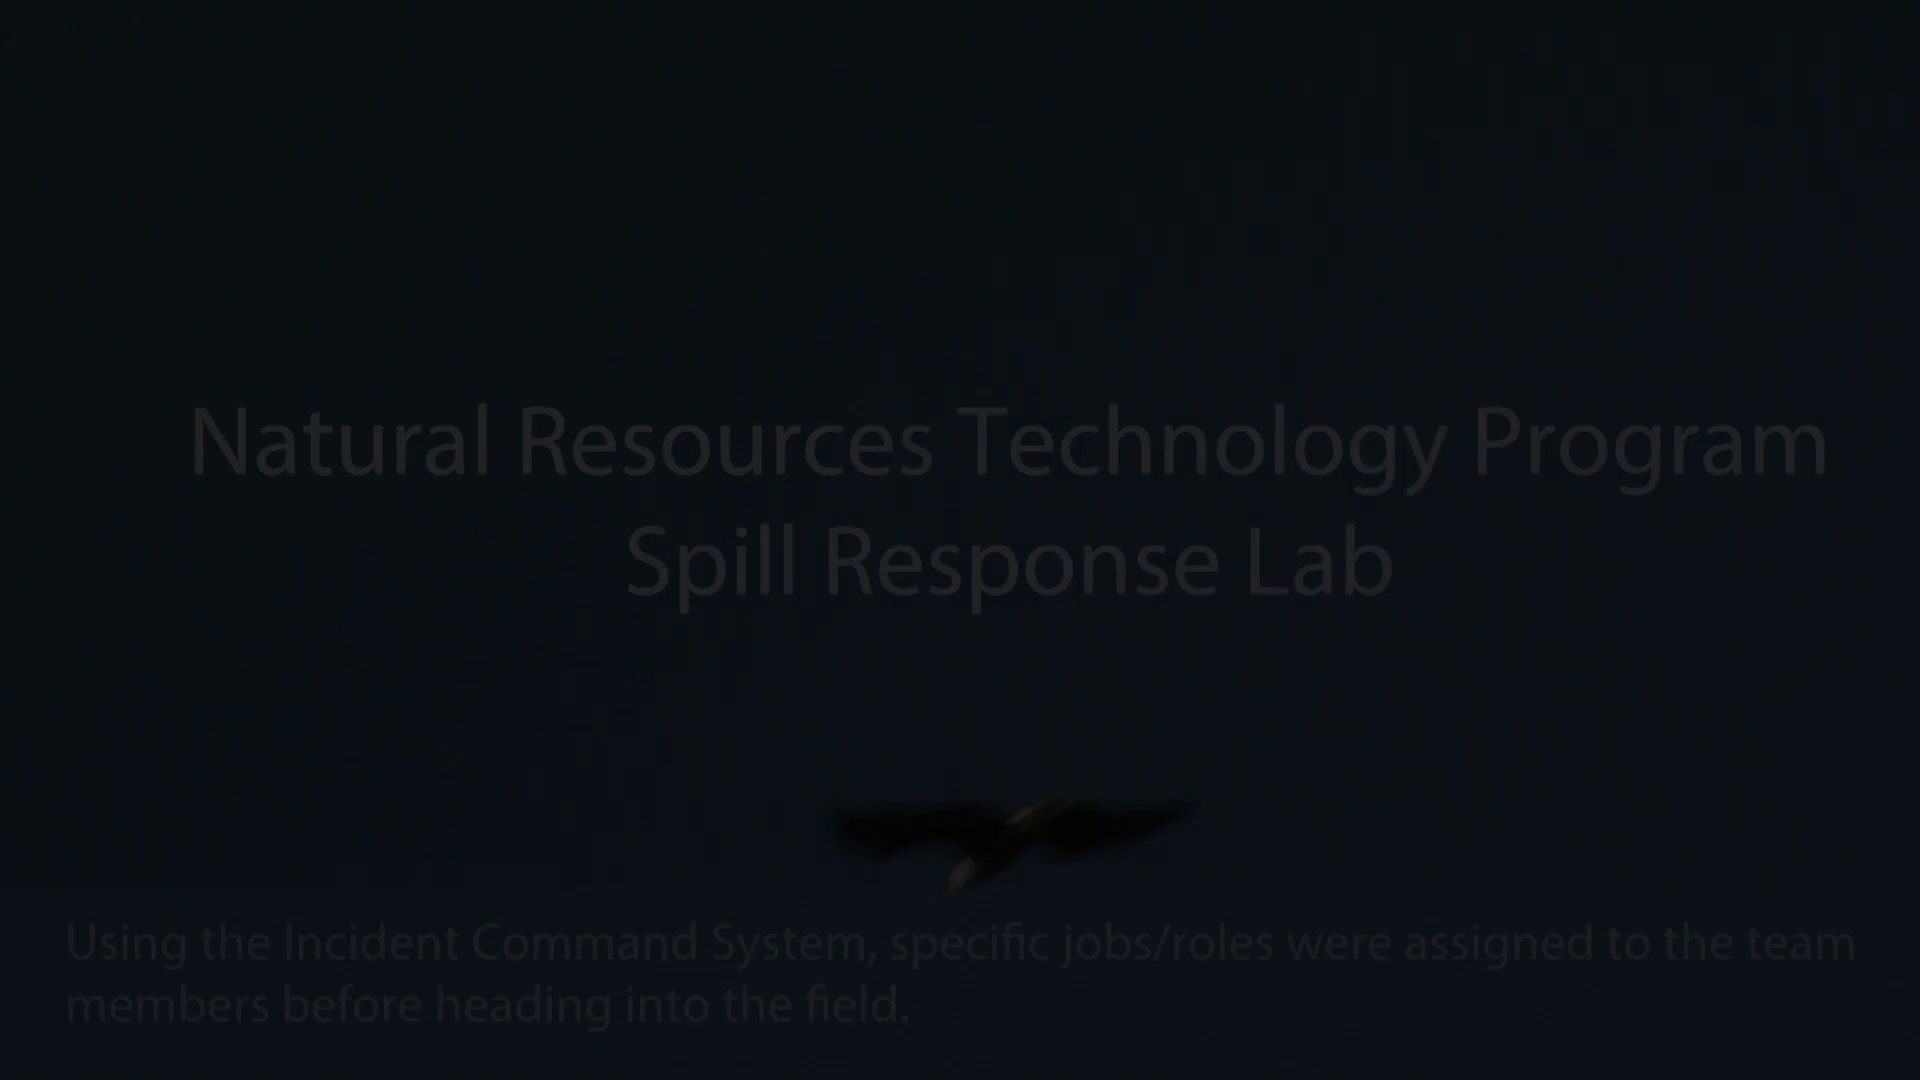 Natural Resources Technology Program
Spill Response Lab
Using the Incident Command System, specific jobs/roles were assigned to the team
members before heading into the field.